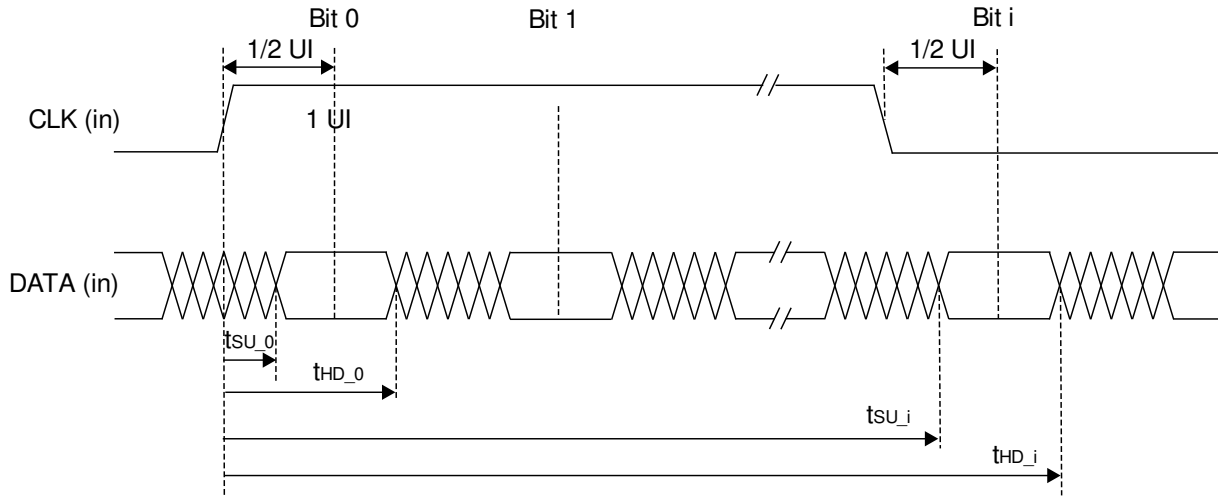 Bit 0
Bit 1
Bit i
1/2 UI
1/2 UI
CLK (in)
1 UI
DATA (in)
tSU_0
tHD_0
tSU_i
tHD_i